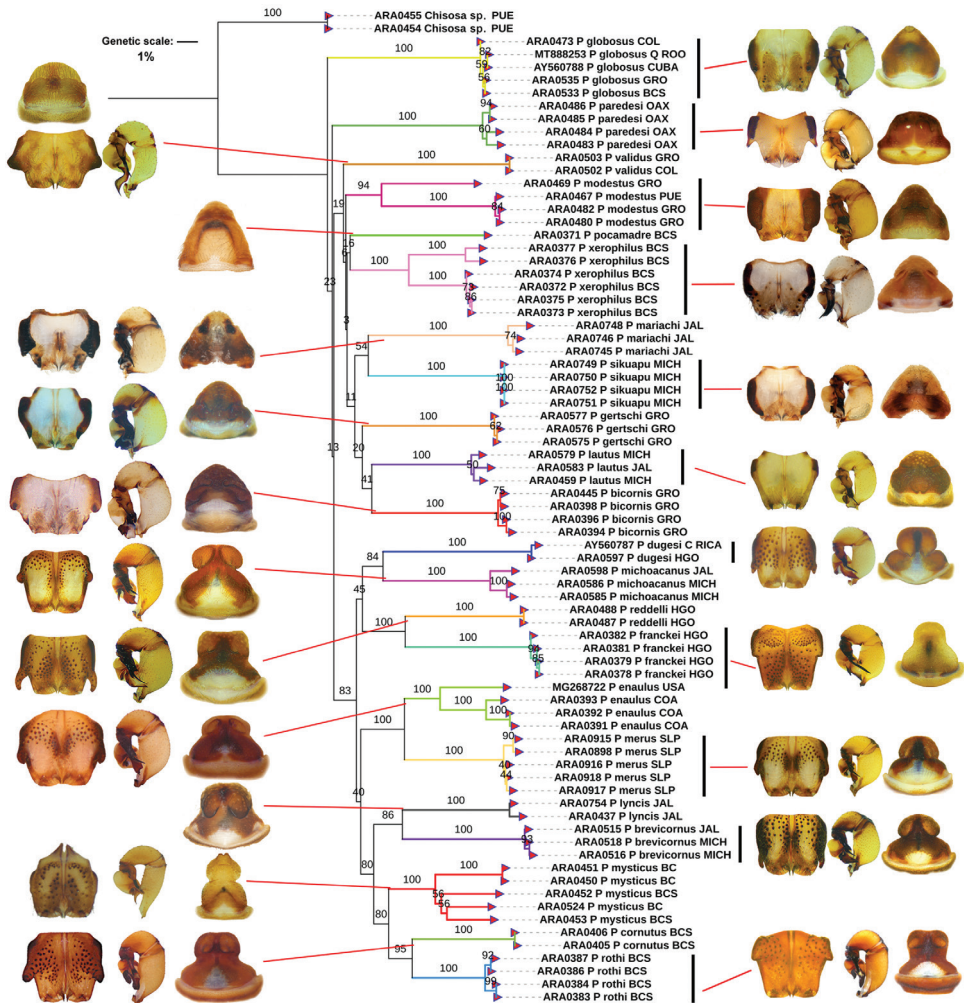 100
ARA0455 Chisosa sp. PUE
ARA0454 Chisosa sp. PUE
Genetic scale:
1%
ARA0473 P globosus COL
100
82
MT888253 P globosus Q ROO
59
AY560788 P globosus CUBA
56
ARA0535 P globosus GRO
ARA0533 P globosus BCS
94
ARA0486 P paredesi OAX
100
ARA0485 P paredesi OAX
60
ARA0484 P paredesi OAX
ARA0483 P paredesi OAX
100
ARA0503 P validus GRO
ARA0502 P validus COL
94
ARA0469 P modestus GRO
100
ARA0467 P modestus PUE
84
ARA0482 P modestus GRO
19
ARA0480 P modestus GRO
16
ARA0371 P pocamadre BCS
6
ARA0377 P xerophilus BCS
100
ARA0376 P xerophilus BCS
23
100
ARA0374 P xerophilus BCS
73
ARA0372 P xerophilus BCS
86
ARA0375 P xerophilus BCS
3
ARA0373 P xerophilus BCS
100
ARA0748 P mariachi JAL
74
ARA0746 P mariachi JAL
54
ARA0745 P mariachi JAL
100
ARA0749 P sikuapu MICH
100
ARA0750 P sikuapu MICH
100
ARA0752 P sikuapu MICH
11
ARA0751 P sikuapu MICH
100
ARA0577 P gertschi GRO
62
ARA0576 P gertschi GRO
13
20
ARA0575 P gertschi GRO
100
ARA0579 P lautus MICH
50
ARA0583 P lautus JAL
41
ARA0459 P lautus MICH
75
ARA0445 P bicornis GRO
100
ARA0398 P bicornis GRO
100
ARA0396 P bicornis GRO
ARA0394 P bicornis GRO
100
AY560787 P dugesi C RICA
84
ARA0597 P dugesi HGO
100
ARA0598 P michoacanus JAL
100
ARA0586 P michoacanus MICH
45
ARA0585 P michoacanus MICH
100
ARA0488 P reddelli HGO
ARA0487 P reddelli HGO
100
ARA0382 P franckei HGO
94
ARA0381 P franckei HGO
85
ARA0379 P franckei HGO
ARA0378 P franckei HGO
83
100
MG268722 P enaulus USA
100
ARA0393 P enaulus COA
100
ARA0392 P enaulus COA
ARA0391 P enaulus COA
100
90
ARA0915 P merus SLP
100
ARA0898 P merus SLP
40
ARA0916 P merus SLP
44
ARA0918 P merus SLP
40
ARA0917 P merus SLP
100
ARA0754 P lyncis JAL
86
ARA0437 P lyncis JAL
100
ARA0515 P brevicornus JAL
93
ARA0518 P brevicornus MICH
ARA0516 P brevicornus MICH
80
100
ARA0451 P mysticus BC
100
ARA0450 P mysticus BC
56
ARA0452 P mysticus BCS
56
ARA0524 P mysticus BC
80
ARA0453 P mysticus BCS
100
ARA0406 P cornutus BCS
95
ARA0405 P cornutus BCS
92
ARA0387 P rothi BCS
100
ARA0386 P rothi BCS
99
ARA0384 P rothi BCS
ARA0383 P rothi BCS